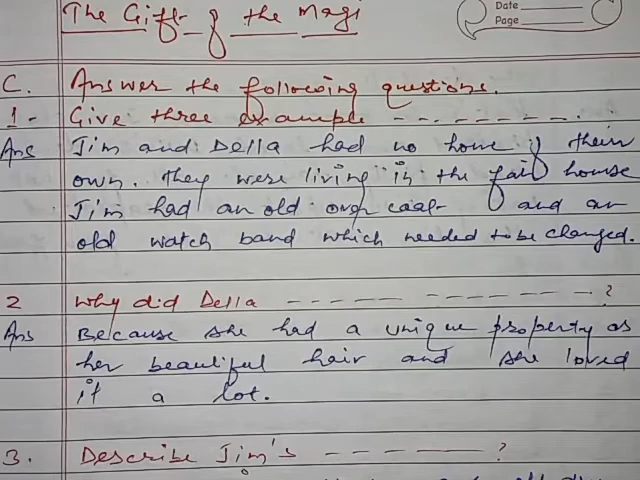 The Gift of the Magi
Date
Page
C. Answer the following questions.
1- Give three example --------.
Ans Jim and Della had no home of their
own. They were living in the fair house
Jim had an old over coat and an
old watch band which needed to be changed.
2 Why did Della ----------?
Ans Because she had a unique property as
her beautiful hair and she loved
it a lot.
3. Describe Jim's ------?